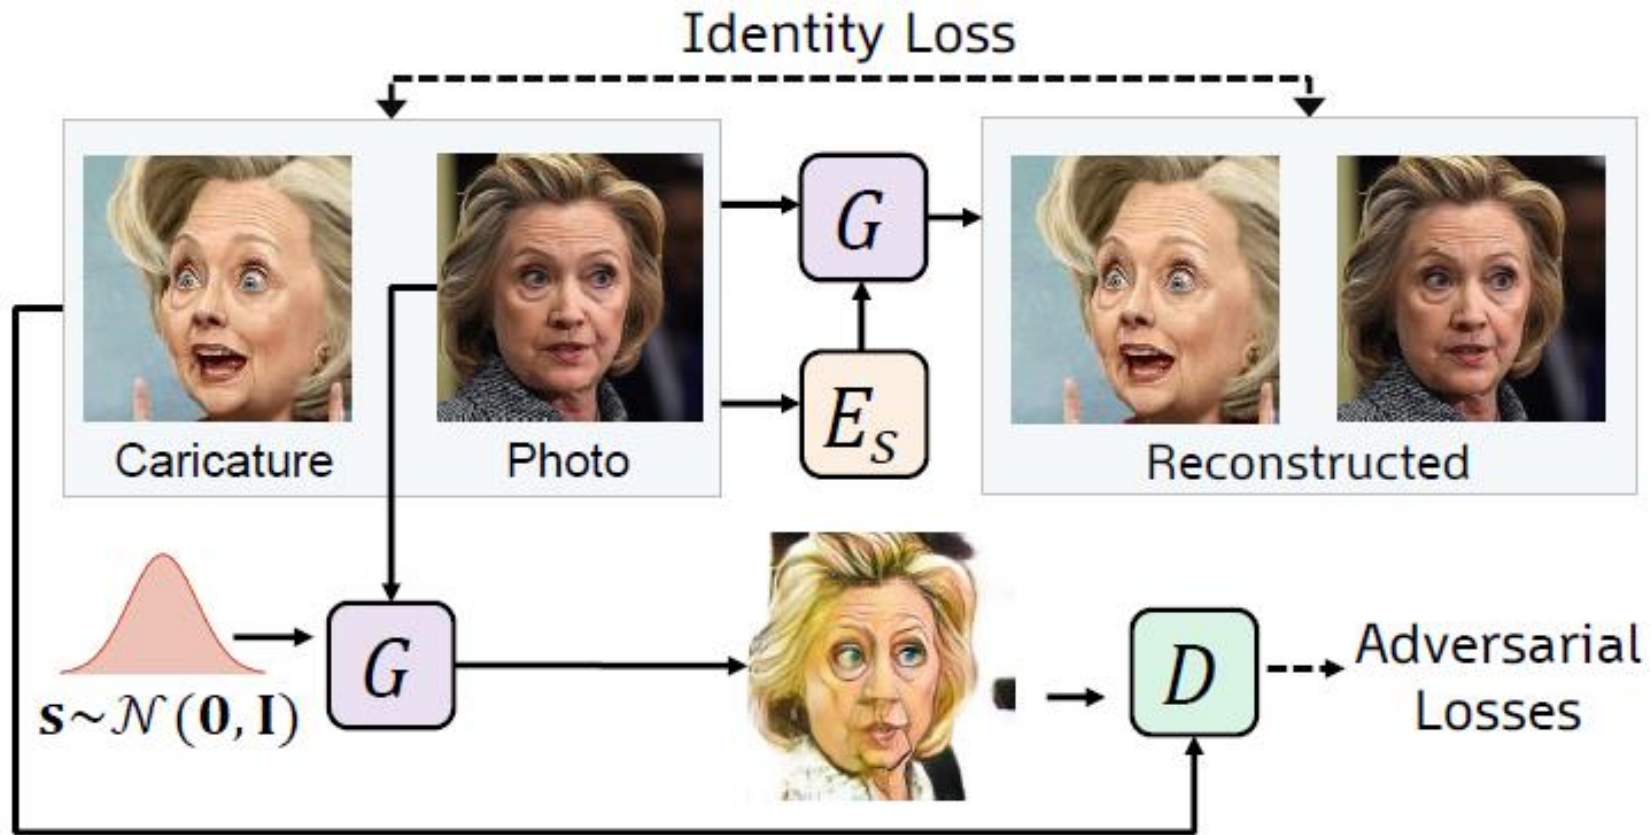 Identity Loss
G
E_S
Caricature
Photo
Reconstructed
s~𝒩(0, I)
G
D
Adversarial
Losses